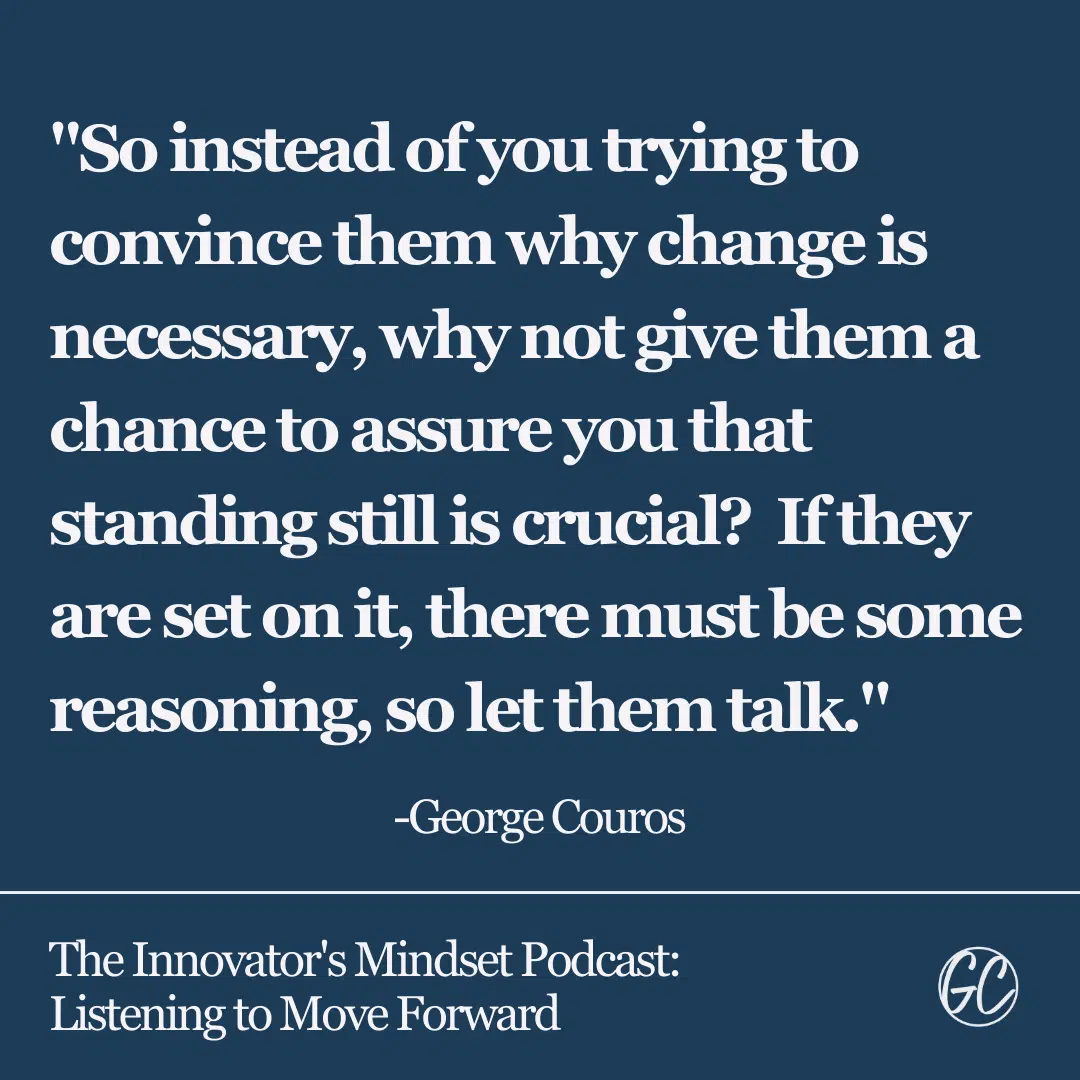 "So instead of you trying to
convince them why change is
necessary, why not give them a
chance to assure you that
standing still is crucial?  If they
are set on it, there must be some
reasoning, so let them talk."
-George Couros
The Innovator's Mindset Podcast:
Listening to Move Forward
GC